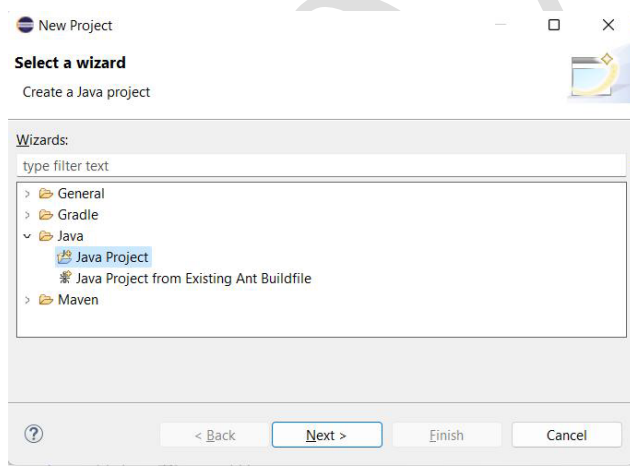 New Project
Select a wizard
Create a Java project
Wizards:
type filter text
General
Gradle
Java
Java Project
Java Project from Existing Ant Buildfile
Maven
? < Back Next > Finish Cancel